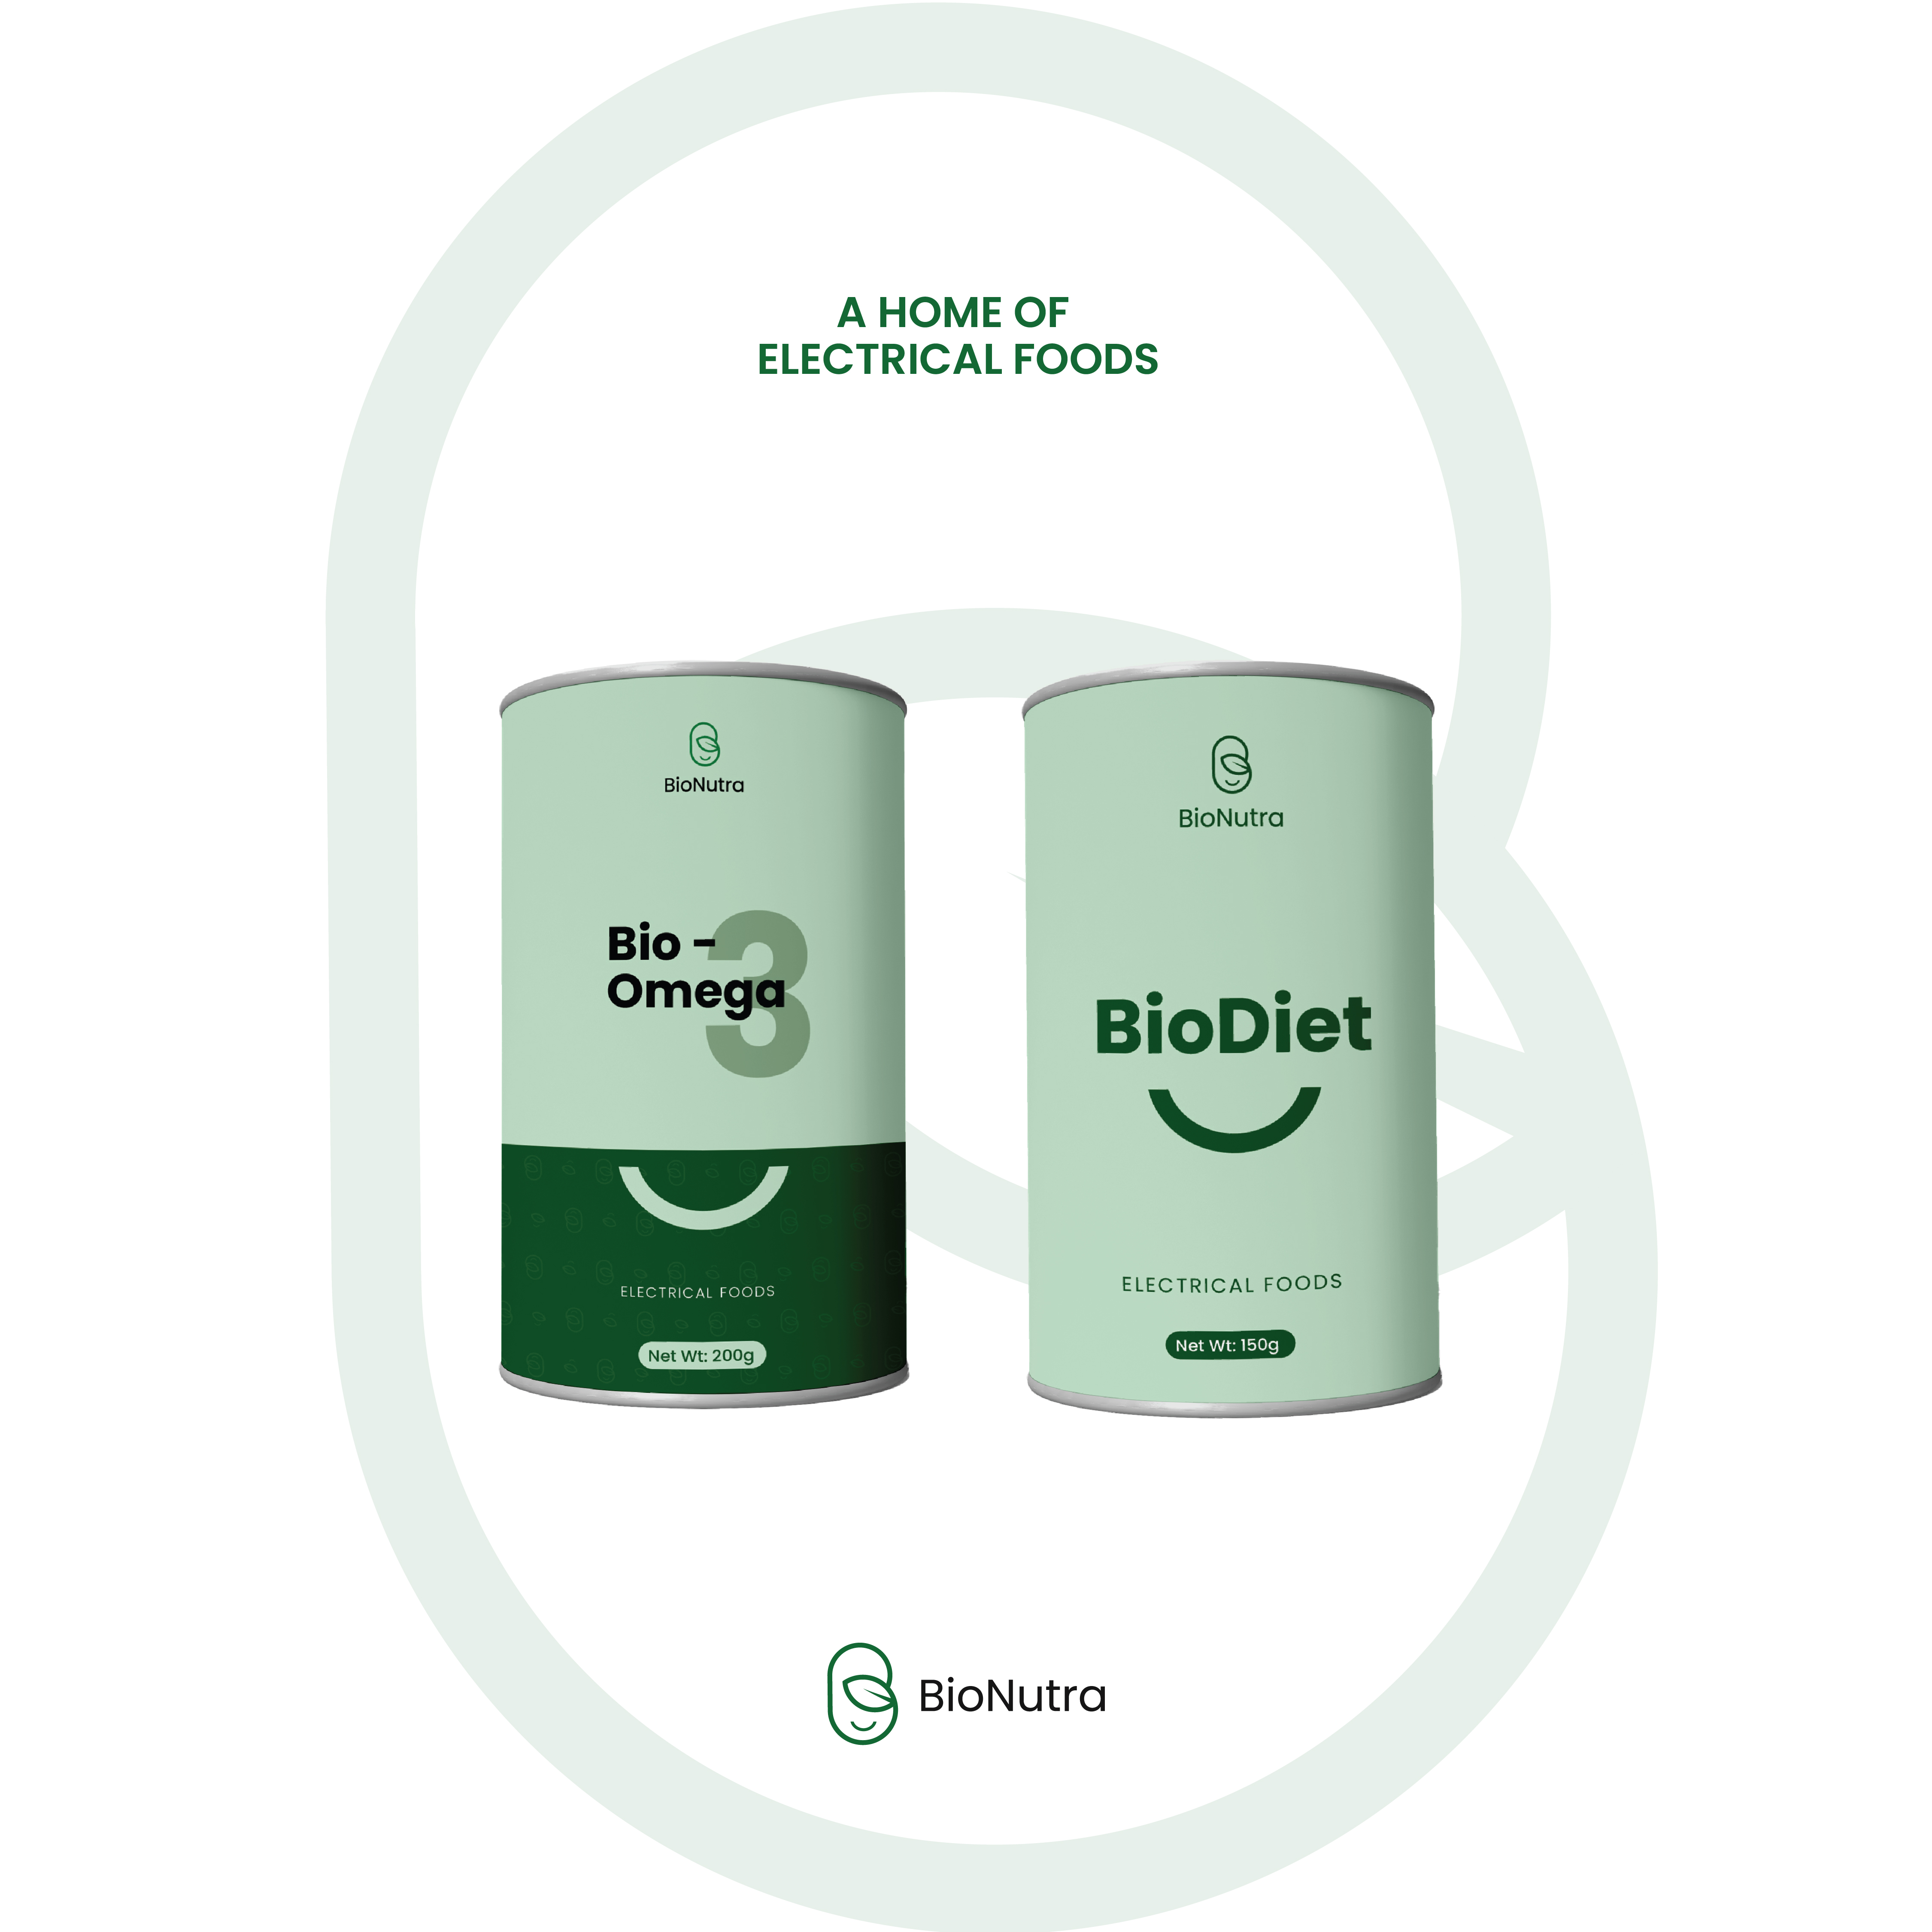 A HOME OF
ELECTRICAL FOODS
BioNutra
Bio -
Omega
3
ELECTRICAL FOODS
Net Wt: 200g
BioNutra
BioDiet
ELECTRICAL FOODS
Net Wt: 150g
BioNutra